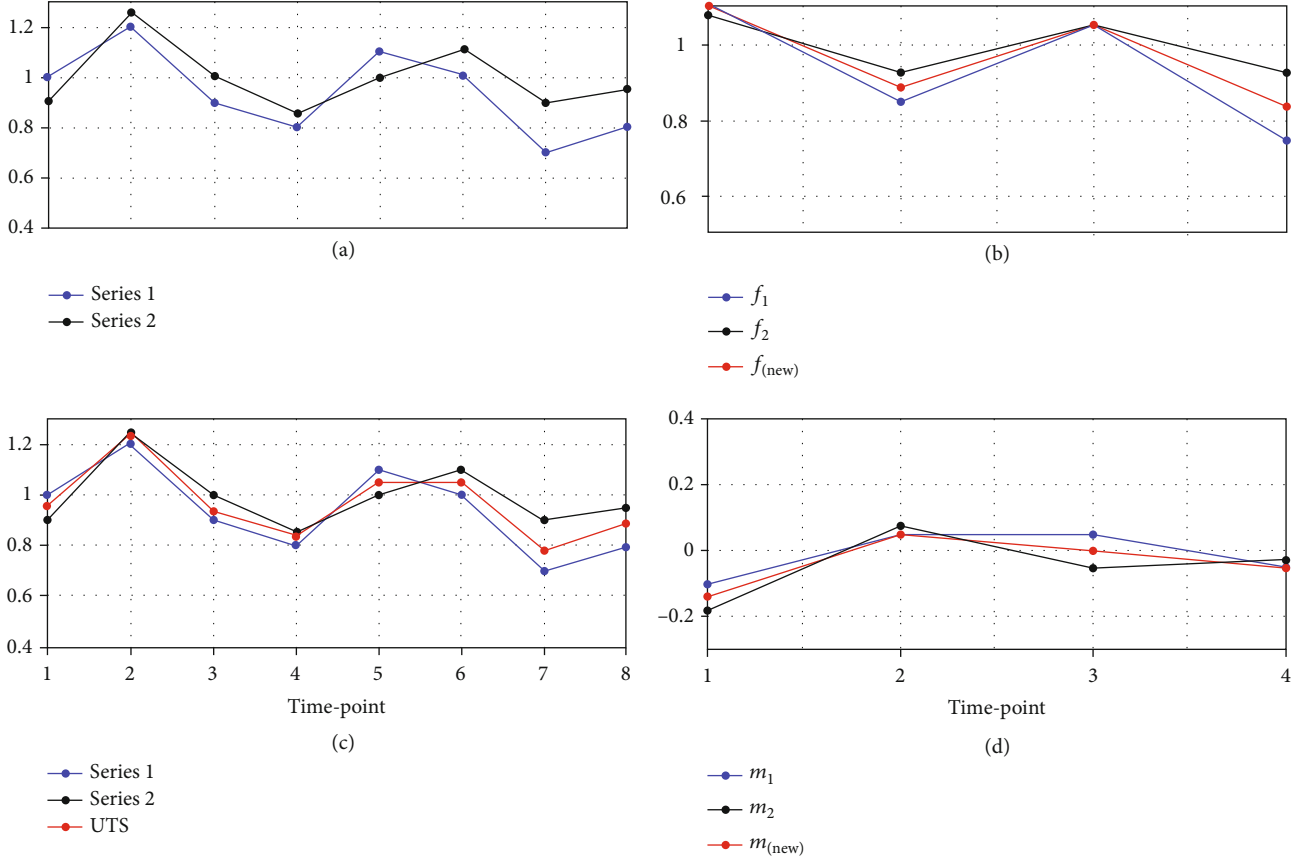 1.2
1
0.8
0.6
0.4
(a)
Series 1
Series 2
1
0.8
0.6
(b)
f1
f2
f(new)
1.2
1
0.8
0.6
0.4
1 2 3 4 5 6 7 8
Time-point
(c)
Series 1
Series 2
UTS
0.4
0.2
0
−0.2
1 2 3 4
Time-point
(d)
m1
m2
m(new)